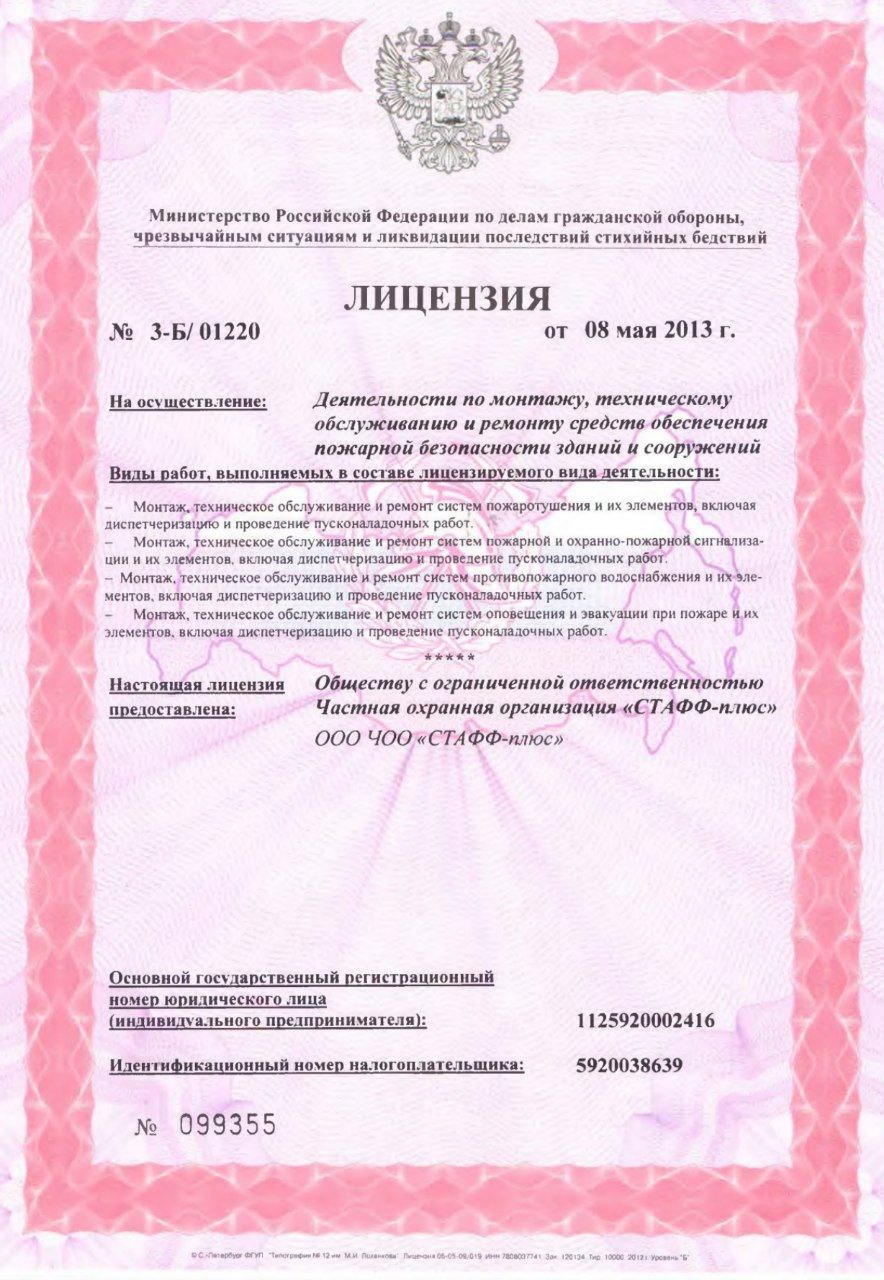 Министерство Российской Федерации по делам гражданской обороны,
чрезвычайным ситуациям и ликвидации последствий стихийных бедствий
ЛИЦЕНЗИЯ
№ 3-Б/ 01220 от 08 мая 2013 г.
На осуществление: Деятельности по монтажу, техническому
обслуживанию и ремонту средств обеспечения
пожарной безопасности зданий и сооружений
Виды работ, выполняемых в составе лицензируемого вида деятельности:
– Монтаж, техническое обслуживание и ремонт систем пожаротушения и их элементов, включая
диспетчеризацию и проведение пусконаладочных работ.
– Монтаж, техническое обслуживание и ремонт систем пожарной и охранно-пожарной сигнализа-
ции и их элементов, включая диспетчеризацию и проведение пусконаладочных работ.
– Монтаж, техническое обслуживание и ремонт систем противопожарного водоснабжения и их эле-
ментов, включая диспетчеризацию и проведение пусконаладочных работ.
– Монтаж, техническое обслуживание и ремонт систем оповещения и эвакуации при пожаре и их
элементов, включая диспетчеризацию и проведение пусконаладочных работ.
*****
Настоящая лицензия Обществу с ограниченной ответственностью
предоставлена: Частная охранная организация «СТАФФ-плюс»
ООО ЧОО «СТАФФ-плюс»
Основной государственный регистрационный
номер юридического лица
(индивидуального предпринимателя): 1125920002416
Идентификационный номер налогоплательщика: 5920038639
№ 099355
© С.-Петербург ФГУП "Типография № 12 им. М.И. Лоханкова" Лицензия 05-05-09/019 ИНН 7808037741 Зак. 120134 Тир. 10000 2012 г. Уровень "Б"